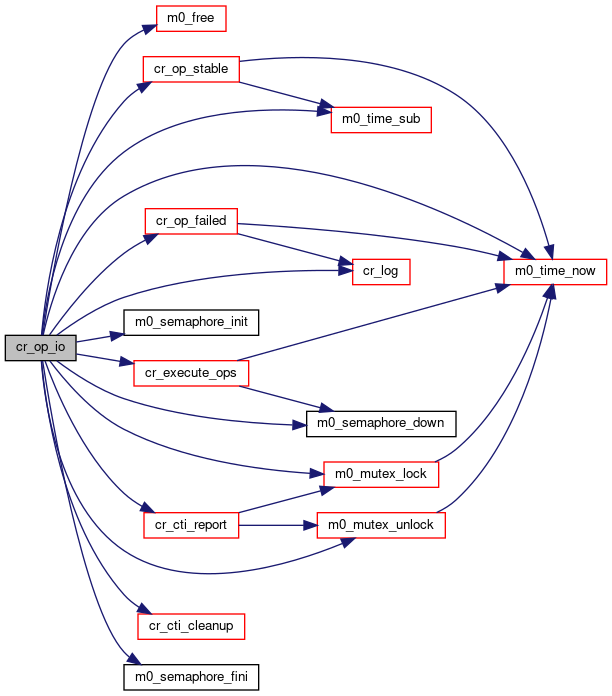 m0_free
cr_op_stable
m0_time_sub
cr_op_failed
cr_log
m0_time_now
m0_semaphore_init
cr_op_io
cr_execute_ops
m0_semaphore_down
m0_mutex_lock
cr_cti_report
m0_mutex_unlock
cr_cti_cleanup
m0_semaphore_fini